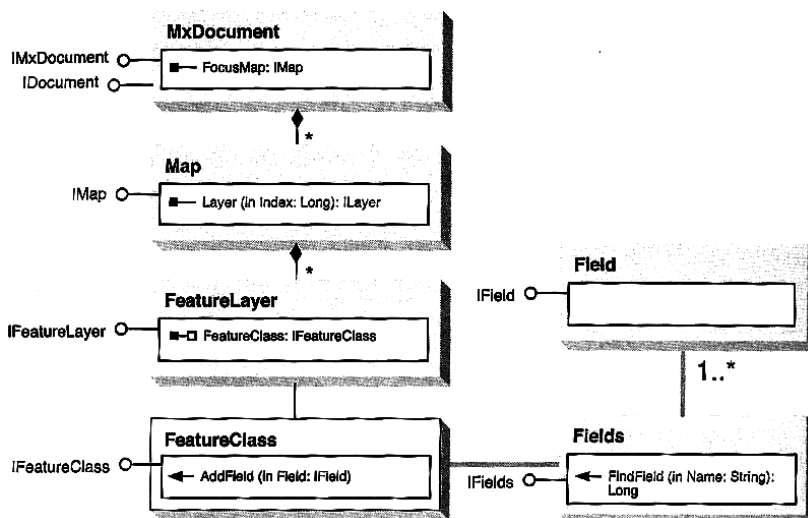 MxDocument
IMxDocument
FocusMap: IMap
IDocument
*
Map
IMap
Layer (in Index: Long): ILayer
*
FeatureLayer
IFeatureLayer
FeatureClass: IFeatureClass
Field
IField
1..*
FeatureClass
IFeatureClass
AddField (in Field: IField)
Fields
IFields
FindField (in Name: String):
Long